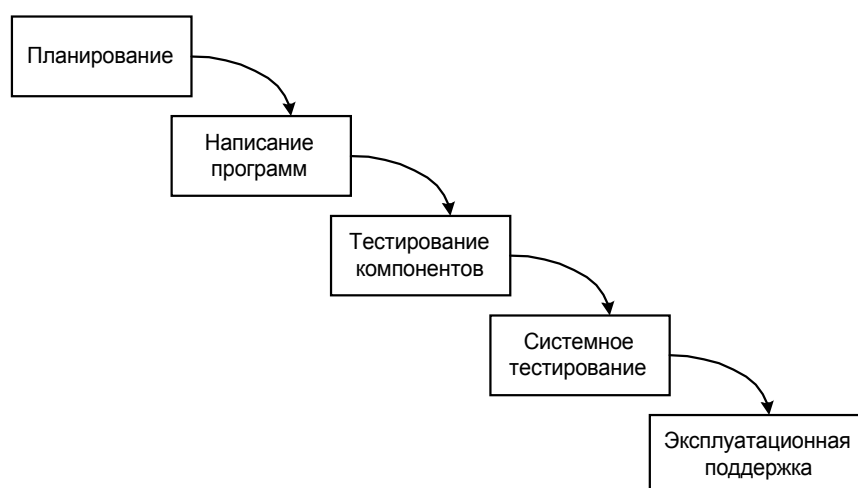 Планирование
Написание
программ
Тестирование
компонентов
Системное
тестирование
Эксплуатационная
поддержка